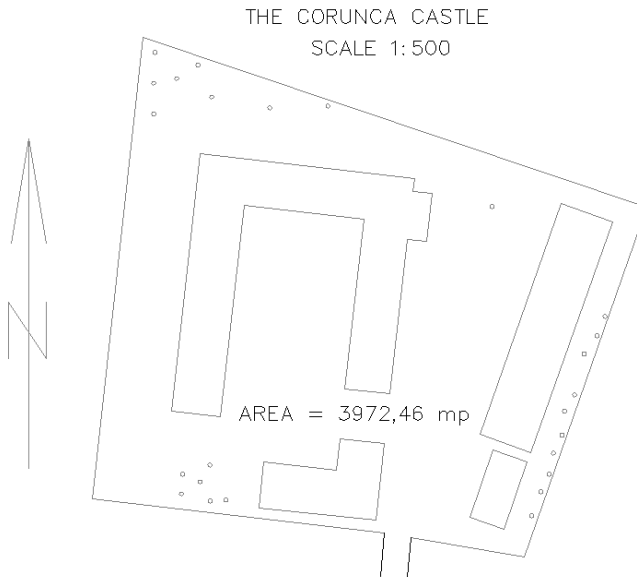 THE CORUNCA CASTLE
SCALE 1:500
N
AREA = 3972,46 mp